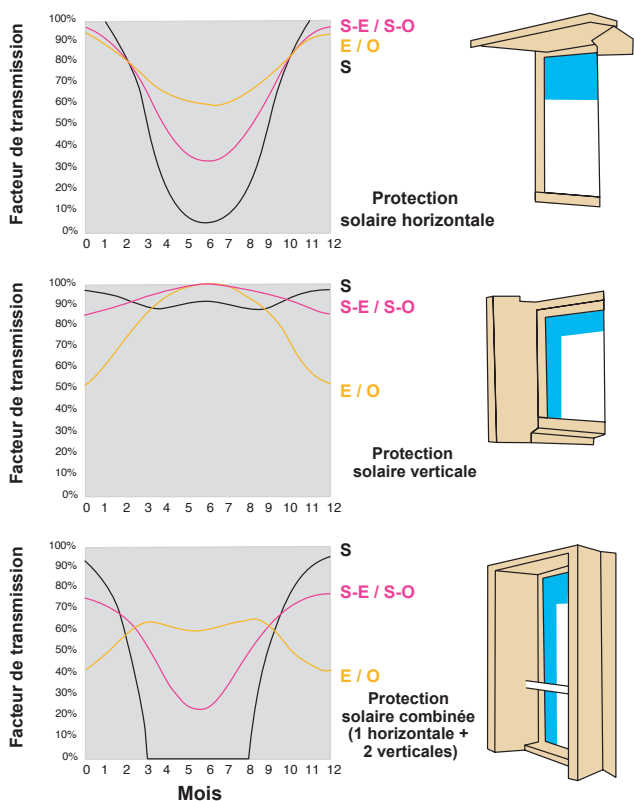 Facteur de transmission
100%
90%
80%
70%
60%
50%
40%
30%
20%
10%
0%
0 1 2 3 4 5 6 7 8 9 10 11 12
S-E / S-O
E / O
S
Protection
solaire horizontale
Facteur de transmission
100%
90%
80%
70%
60%
50%
40%
30%
20%
10%
0%
0 1 2 3 4 5 6 7 8 9 10 11 12
S
S-E / S-O
E / O
Protection
solaire verticale
Facteur de transmission
100%
90%
80%
70%
60%
50%
40%
30%
20%
10%
0%
0 1 2 3 4 5 6 7 8 9 10 11 12
S
S-E / S-O
E / O
Protection
solaire combinée
(1 horizontale +
2 verticales)
Mois